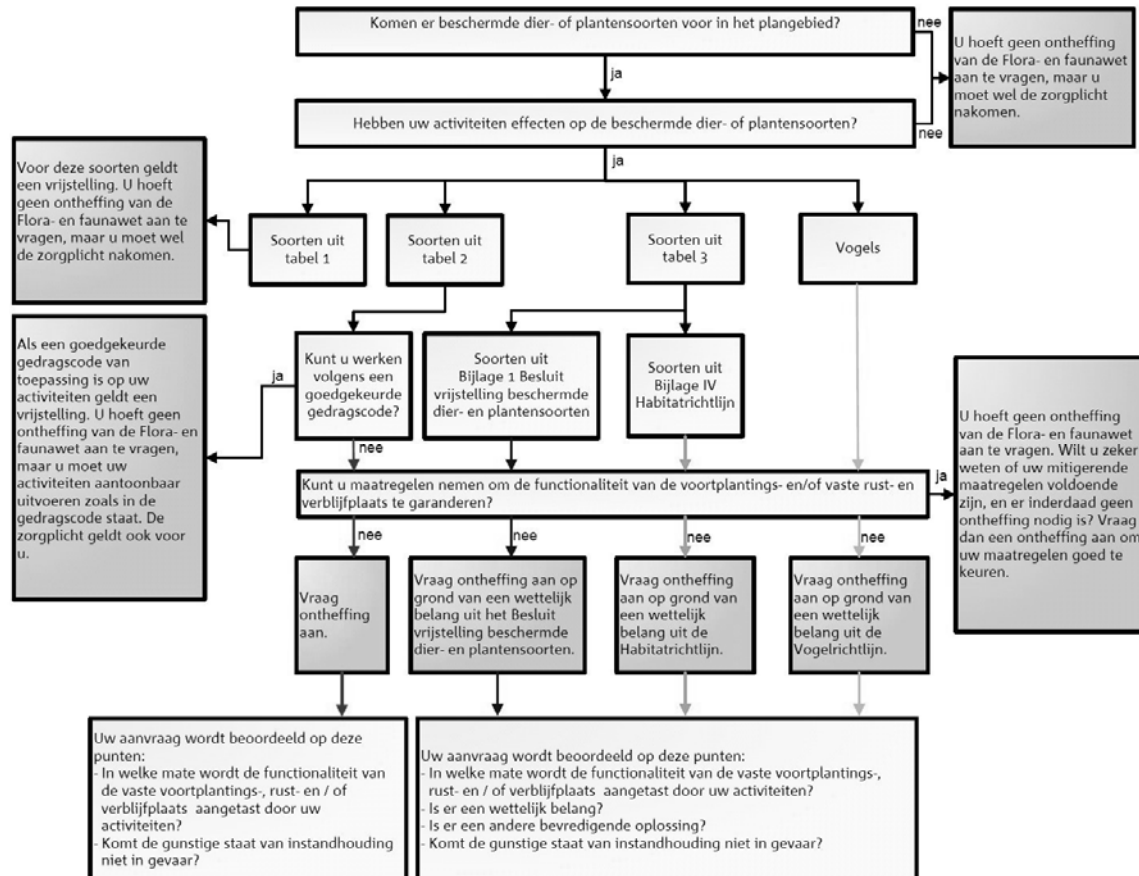 Komen er beschermde dier- of plantensoorten voor in het plangebied?
nee
U hoeft geen ontheffing
van de Flora- en faunawet
aan te vragen, maar u
moet wel de zorgplicht
nakomen.
ja
Hebben uw activiteiten effecten op de beschermde dier- of plantensoorten?
nee
ja
Voor deze soorten geldt
een vrijstelling. U hoeft
geen ontheffing van de
Flora- en faunawet aan te
vragen, maar u moet wel
de zorgplicht nakomen.
Soorten uit
tabel 1
Soorten uit
tabel 2
Soorten uit
tabel 3
Vogels
Als een goedgekeurde
gedragscode van
toepassing is op uw
activiteiten geldt een
vrijstelling. U hoeft geen
ontheffing van de Flora- en
faunawet aan te vragen,
maar u moet uw
activiteiten aantoonbaar
uitvoeren zoals in de
gedragscode staat. De
zorgplicht geldt ook voor
u.
ja
Kunt u werken
volgens een
goedgekeurde
gedragscode?
Soorten uit
Bijlage 1 Besluit
vrijstelling beschermde
dier- en plantensoorten
Soorten uit
Bijlage IV
Habitatrichtlijn
nee
Kunt u maatregelen nemen om de functionaliteit van de voortplantings- en/of vaste rust- en
verblijfplaats te garanderen?
ja
U hoeft geen ontheffing
van de Flora- en faunawet
aan te vragen. Wilt u zeker
weten of uw mitigerende
maatregelen voldoende
zijn, en er inderdaad geen
ontheffing nodig is? Vraag
dan een ontheffing aan om
uw maatregelen goed te
keuren.
nee
nee
nee
nee
Vraag
ontheffing
aan.
Vraag ontheffing aan op
grond van een wettelijk
belang uit het Besluit
vrijstelling beschermde
dier- en plantensoorten.
Vraag ontheffing
aan op grond van
een wettelijk
belang uit de
Habitatrichtlijn.
Vraag ontheffing
aan op grond van
een wettelijk
belang uit de
Vogelrichtlijn.
Uw aanvraag wordt beoordeeld op deze
punten:
- In welke mate wordt de functionaliteit van
de vaste voortplantings-, rust- en / of
verblijfplaats aangetast door uw
activiteiten?
- Komt de gunstige staat van instandhouding
niet in gevaar?
Uw aanvraag wordt beoordeeld op deze punten:
- In welke mate wordt de functionaliteit van de vaste voortplantings-,
rust- en / of verblijfplaats aangetast door uw activiteiten?
- Is er een wettelijk belang?
- Is er een andere bevredigende oplossing?
- Komt de gunstige staat van instandhouding niet in gevaar?